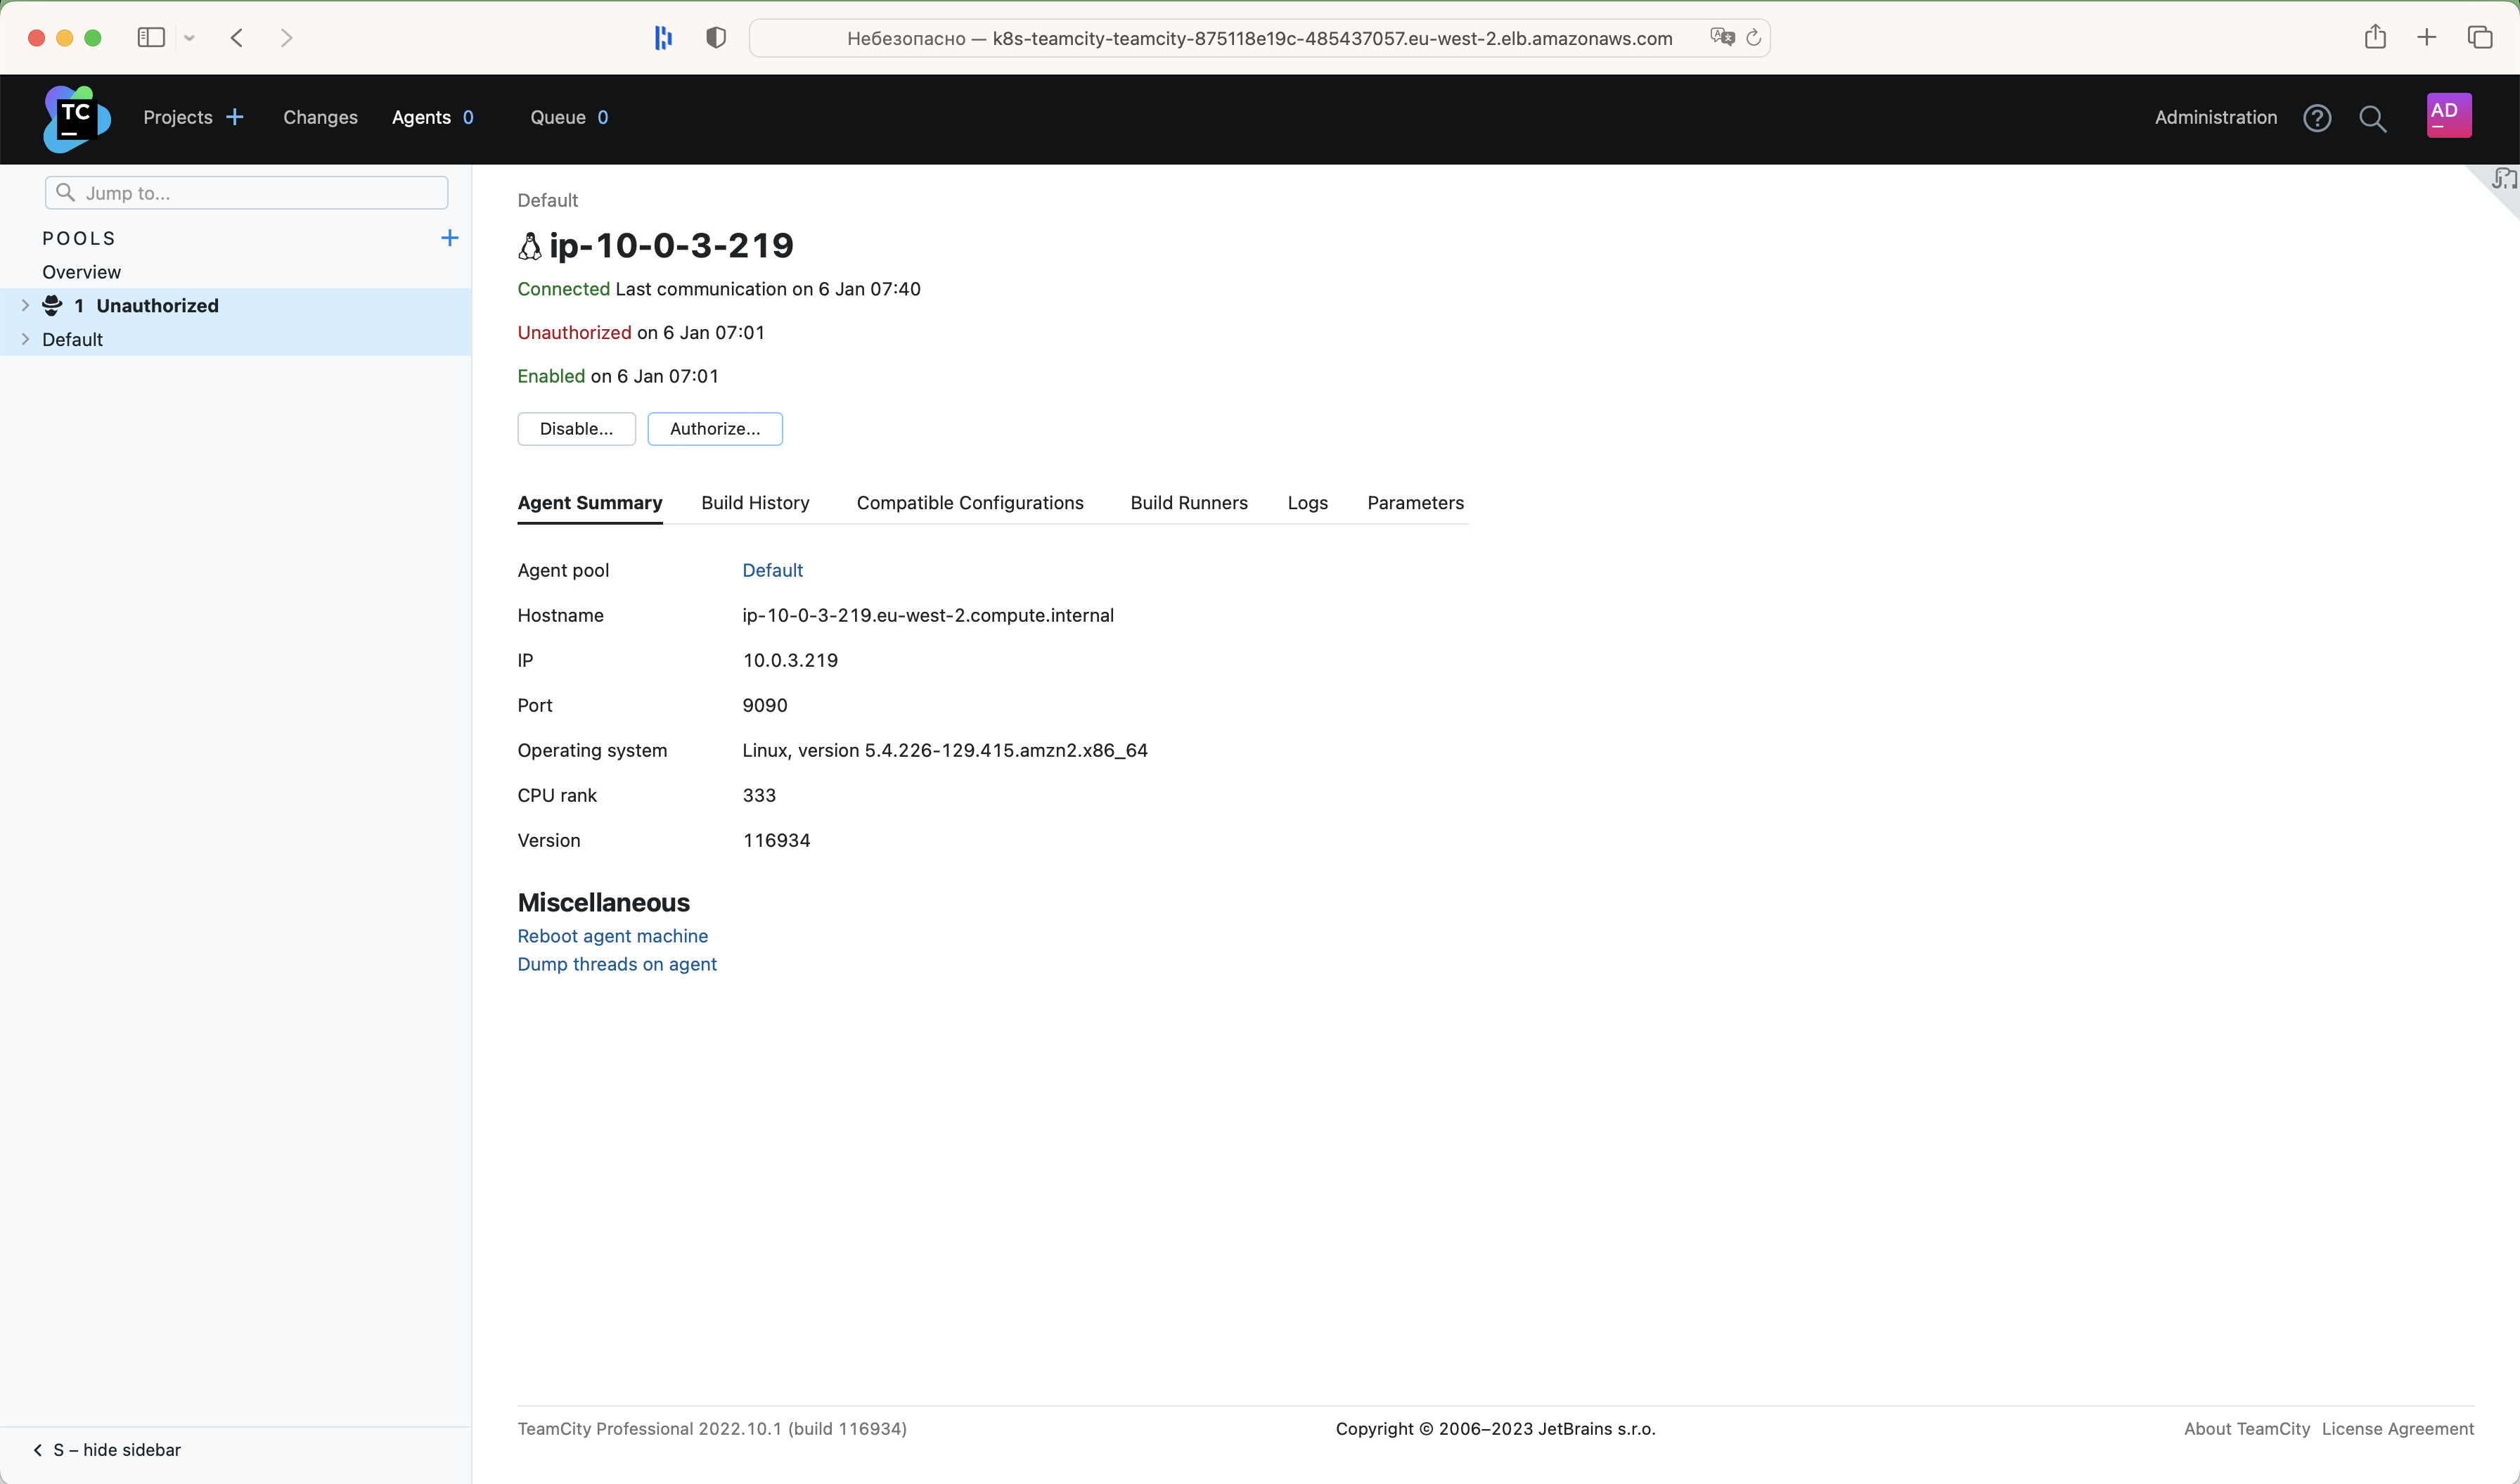 Небезопасно — k8s-teamcity-teamcity-875118e19c-485437057.eu-west-2.elb.amazonaws.com
TC Projects Changes Agents 0 Queue 0 Administration AD
Jump to...
POOLS
Overview
1 Unauthorized
Default
S – hide sidebar
Default
ip-10-0-3-219
Connected Last communication on 6 Jan 07:40
Unauthorized on 6 Jan 07:01
Enabled on 6 Jan 07:01
Disable... Authorize...
Agent Summary Build History Compatible Configurations Build Runners Logs Parameters
Agent pool Default
Hostname ip-10-0-3-219.eu-west-2.compute.internal
IP 10.0.3.219
Port 9090
Operating system Linux, version 5.4.226-129.415.amzn2.x86_64
CPU rank 333
Version 116934
Miscellaneous
Reboot agent machine
Dump threads on agent
TeamCity Professional 2022.10.1 (build 116934) Copyright © 2006–2023 JetBrains s.r.o. About TeamCity License Agreement